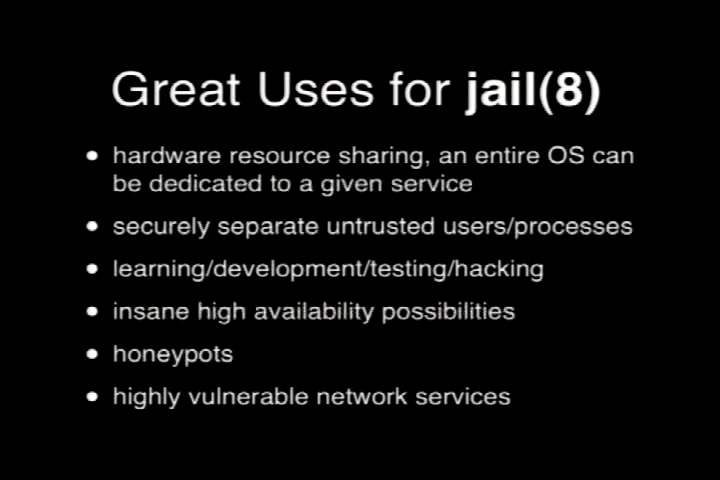 Great Uses for jail(8)
• hardware resource sharing, an entire OS can
be dedicated to a given service
• securely separate untrusted users/processes
• learning/development/testing/hacking
• insane high availability possibilities
• honeypots
• highly vulnerable network services